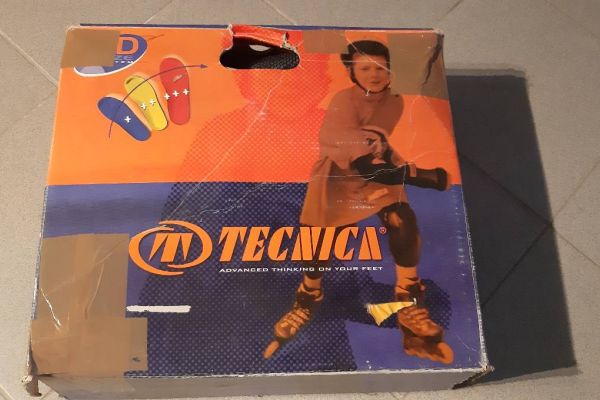 D
TECNICA®
ADVANCED THINKING ON YOUR FEET